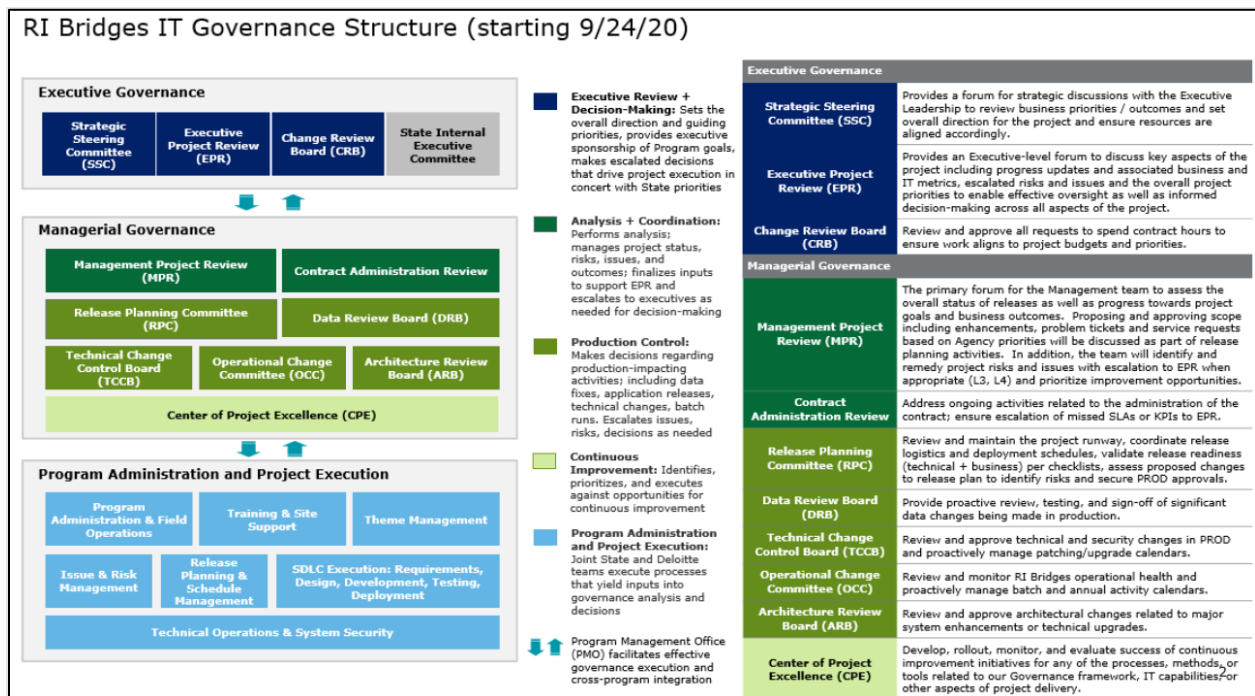 RI Bridges IT Governance Structure (starting 9/24/20)
Executive Governance
Strategic
Steering
Committee
(SSC)
Executive
Project Review
(EPR)
Change Review
Board (CRB)
State Internal
Executive
Committee
Managerial Governance
Management Project Review
(MPR)
Contract Administration Review
Release Planning Committee
(RPC)
Data Review Board (DRB)
Technical Change
Control Board
(TCCB)
Operational Change
Committee (OCC)
Architecture Review
Board (ARB)
Center of Project Excellence (CPE)
Program Administration and Project Execution
Program
Administration & Field
Operations
Training & Site
Support
Theme Management
Issue & Risk
Management
Release
Planning &
Schedule
Management
SDLC Execution: Requirements,
Design, Development, Testing,
Deployment
Technical Operations & System Security
Executive Review +
Decision-Making: Sets the
overall direction and guiding
priorities, provides executive
sponsorship of Program goals,
makes escalated decisions
that drive project execution in
concert with State priorities
Analysis + Coordination:
Performs analysis;
manages project status,
risks, issues, and
outcomes; finalizes inputs
to support EPR and
escalates to executives as
needed for decision-making
Production Control:
Makes decisions regarding
production-impacting
activities; including data
fixes, application releases,
technical changes, batch
runs. Escalates issues,
risks, decisions as needed
Continuous
Improvement: Identifies,
prioritizes, and executes
against opportunities for
continuous improvement
Program Administration
and Project Execution:
Joint State and Deloitte
teams execute processes
that yield inputs into
governance analysis and
decisions
Program Management Office
(PMO) facilitates effective
governance execution and
cross-program integration
Executive Governance
Strategic Steering
Committee (SSC)
Provides a forum for strategic discussions with the Executive
Leadership to review business priorities / outcomes and set
overall direction for the project and ensure resources are
aligned accordingly.
Executive Project
Review (EPR)
Provides an Executive-level forum to discuss key aspects of the
project including progress updates and associated business and
IT metrics, escalated risks and issues and the overall project
priorities to enable effective oversight as well as informed
decision-making across all aspects of the project.
Change Review Board
(CRB)
Review and approve all requests to spend contract hours to
ensure work aligns to project budgets and priorities.
Managerial Governance
Management Project
Review (MPR)
The primary forum for the Management team to assess the
overall status of releases as well as progress towards project
goals and business outcomes. Proposing and approving scope
including enhancements, problem tickets and service requests
based on Agency priorities will be discussed as part of release
planning activities. In addition, the team will identify and
remedy project risks and issues with escalation to EPR when
appropriate (L3, L4) and prioritize improvement opportunities.
Contract
Administration Review
Address ongoing activities related to the administration of the
contract; ensure escalation of missed SLAs or KPIs to EPR.
Release Planning
Committee (RPC)
Review and maintain the project runway, coordinate release
logistics and deployment schedules, validate release readiness
(technical + business) per checklists, assess proposed changes
to release plan to identify risks and secure PROD approvals.
Data Review Board
(DRB)
Provide proactive review, testing, and sign-off of significant
data changes being made in production.
Technical Change
Control Board (TCCB)
Review and approve technical and security changes in PROD
and proactively manage patching/upgrade calendars.
Operational Change
Committee (OCC)
Review and monitor RI Bridges operational health and
proactively manage batch and annual activity calendars.
Architecture Review
Board (ARB)
Review and approve architectural changes related to major
system enhancements or technical upgrades.
Center of Project
Excellence (CPE)
Develop, rollout, monitor, and evaluate success of continuous
improvement initiatives for any of the processes, methods, or
tools related to our Governance framework, IT capabilities, or
other aspects of project delivery.
2